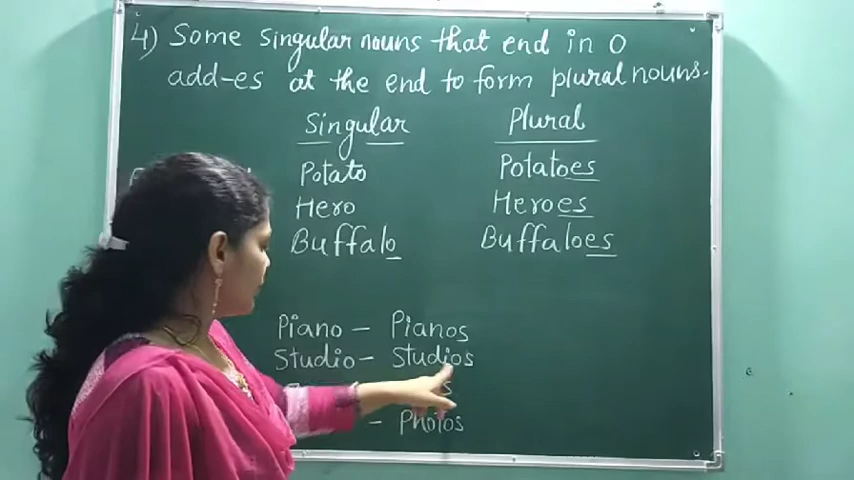 4) Some singular nouns that end in O
add-es at the end to form plural nouns.
Singular Plural
Potato Potatoes
Hero Heroes
Buffalo Buffaloes
Piano - Pianos
Studio - Studios
s
- Photos